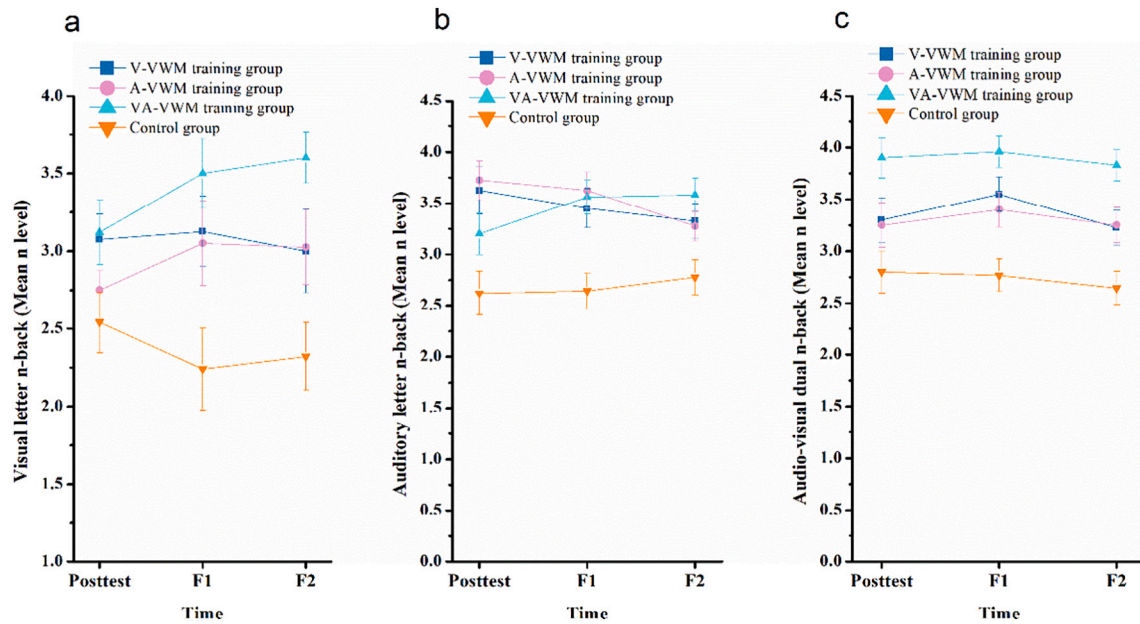 a
V-VWM training group
A-VWM training group
VA-VWM training group
Control group
4.0
3.5
3.0
2.5
2.0
1.5
1.0
Visual letter n-back (Mean n level)
Posttest F1 F2
Time
b
V-VWM training group
A-VWM training group
VA-VWM training group
Control group
4.5
4.0
3.5
3.0
2.5
2.0
1.5
1.0
0.5
0.0
Auditory letter n-back (Mean n level)
Posttest F1 F2
Time
c
V-VWM training group
A-VWM training group
VA-VWM training group
Control group
4.5
4.0
3.5
3.0
2.5
2.0
1.5
1.0
0.5
0.0
Audio-visual dual n-back (Mean n level)
Posttest F1 F2
Time